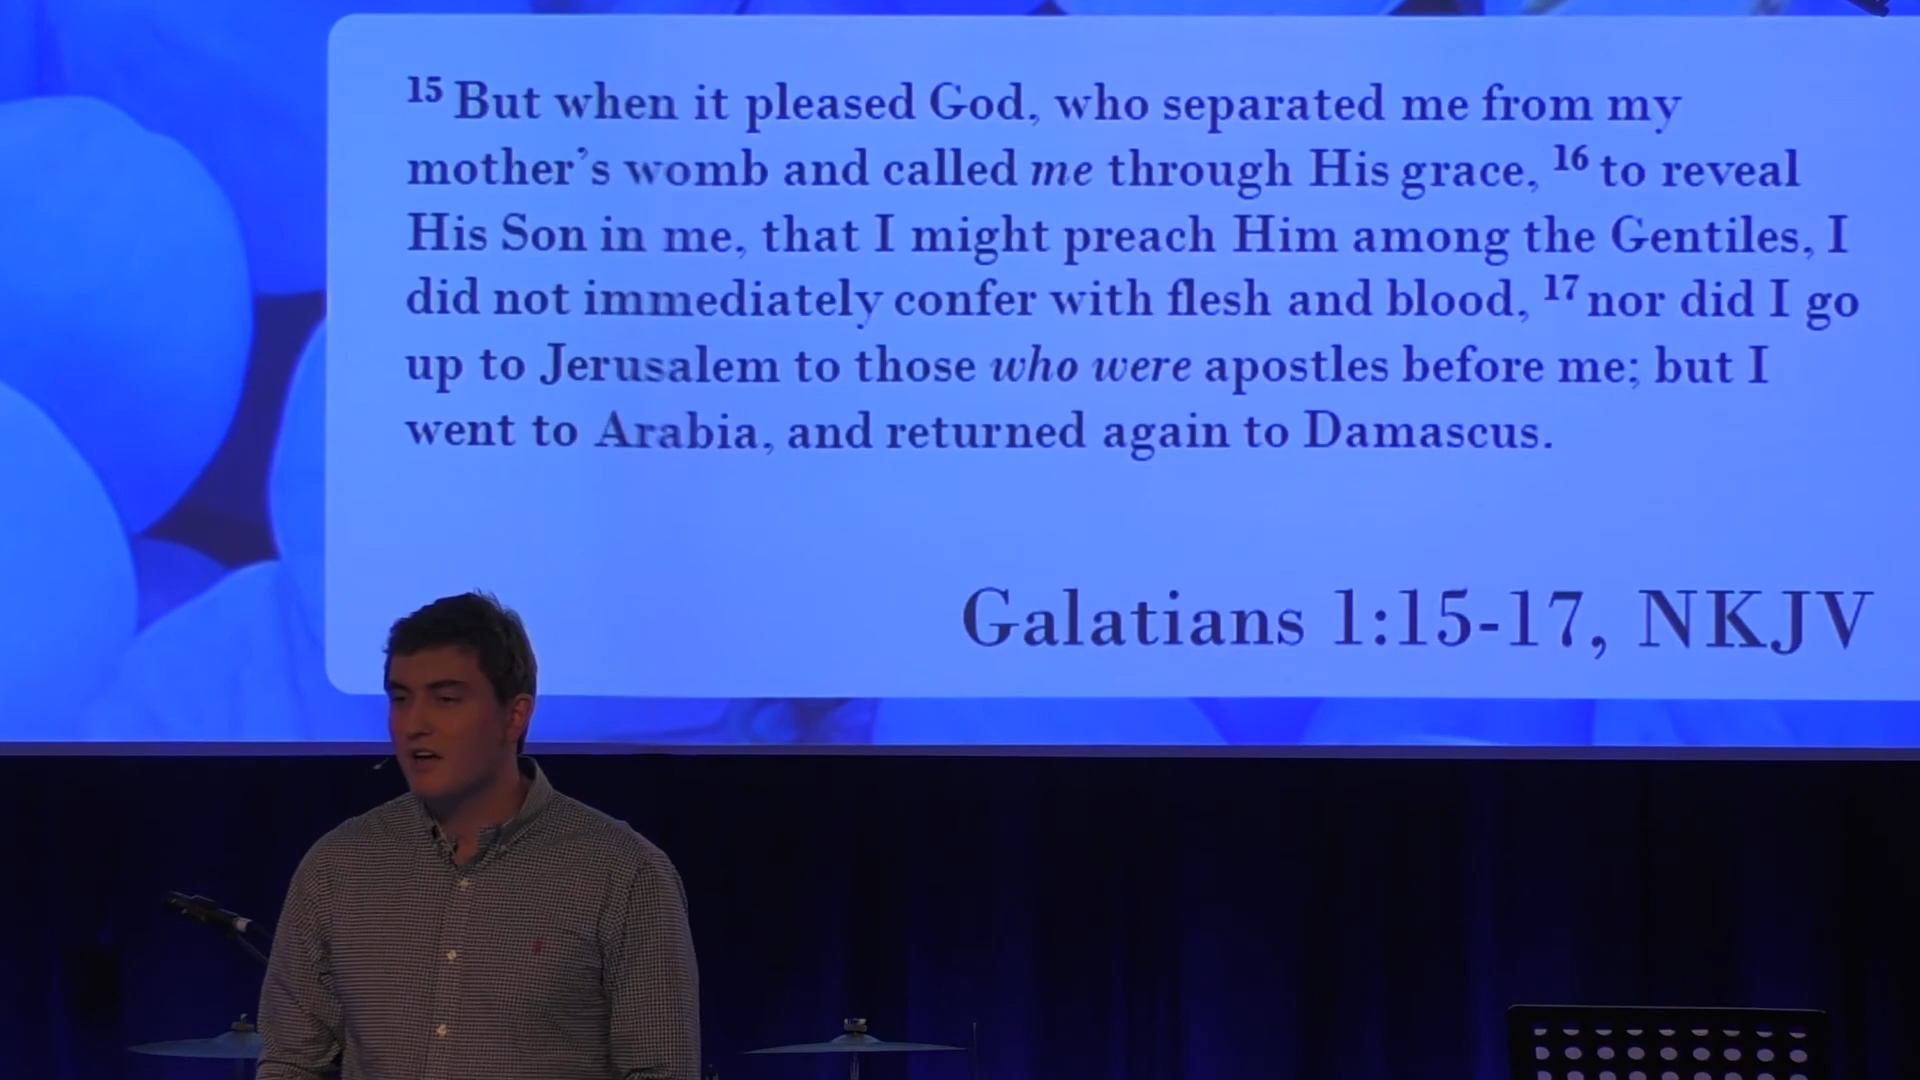 15 But when it pleased God, who separated me from my
mother’s womb and called me through His grace, 16 to reveal
His Son in me, that I might preach Him among the Gentiles, I
did not immediately confer with flesh and blood, 17 nor did I go
up to Jerusalem to those who were apostles before me; but I
went to Arabia, and returned again to Damascus.
Galatians 1:15-17, NKJV